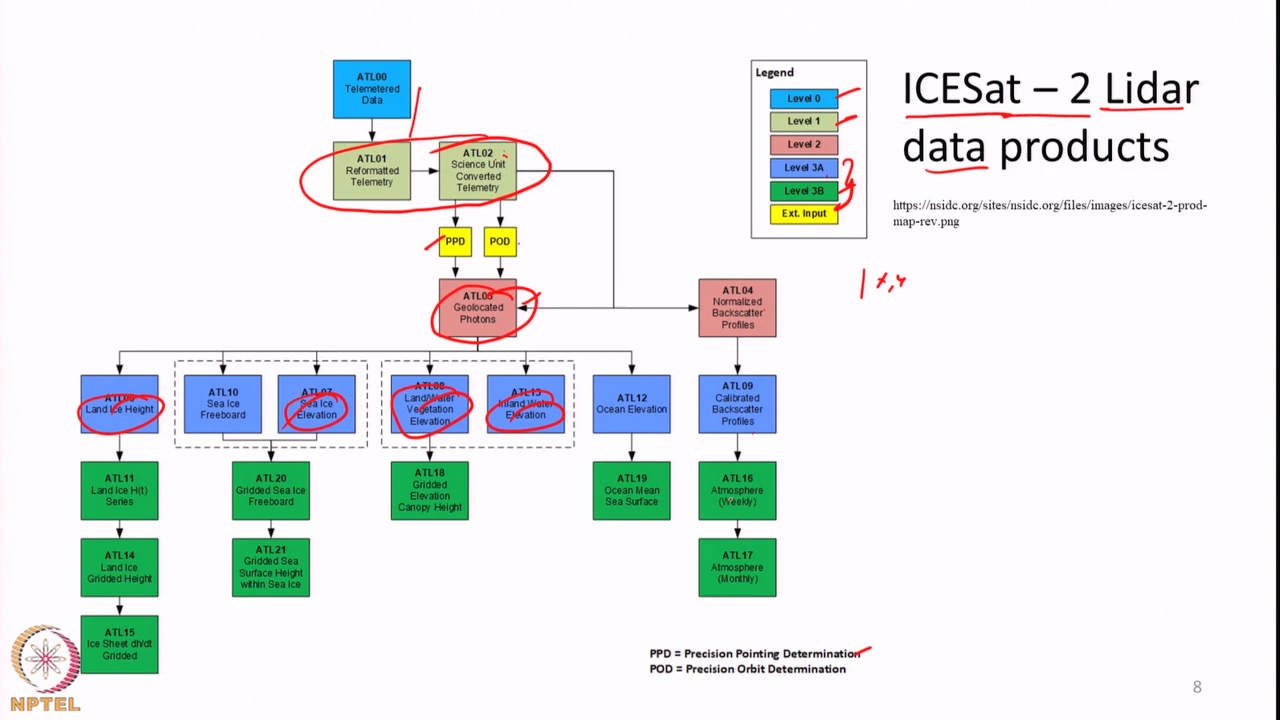 ICESat – 2 Lidar
data products
https://nsidc.org/sites/nsidc.org/files/images/icesat-2-prod-
map-rev.png
Legend
Level 0
Level 1
Level 2
Level 3A
Level 3B
Ext. Input
ATL00
Telemetered
Data
ATL01
Reformatted
Telemetry
ATL02
Science Unit
Converted
Telemetry
PPD
POD
ATL03
Geolocated
Photons
ATL04
Normalized
Backscatter
Profiles
Land Ice Height
ATL10
Sea Ice
Freeboard
ATL07
Sea Ice
Elevation
ATL08
Land/Water
Vegetation
Elevation
ATL13
Inland Water
Elevation
ATL12
Ocean Elevation
ATL09
Calibrated
Backscatter
Profiles
ATL11
Land Ice H(t)
Series
ATL20
Gridded Sea Ice
Freeboard
ATL18
Gridded
Elevation
Canopy Height
ATL19
Ocean Mean
Sea Surface
ATL16
Atmosphere
(Weekly)
ATL14
Land Ice
Gridded Height
ATL21
Gridded Sea
Surface Height
within Sea Ice
ATL17
Atmosphere
(Monthly)
ATL15
Ice Sheet dh/dt
Gridded
PPD = Precision Pointing Determination
POD = Precision Orbit Determination
NPTEL
8